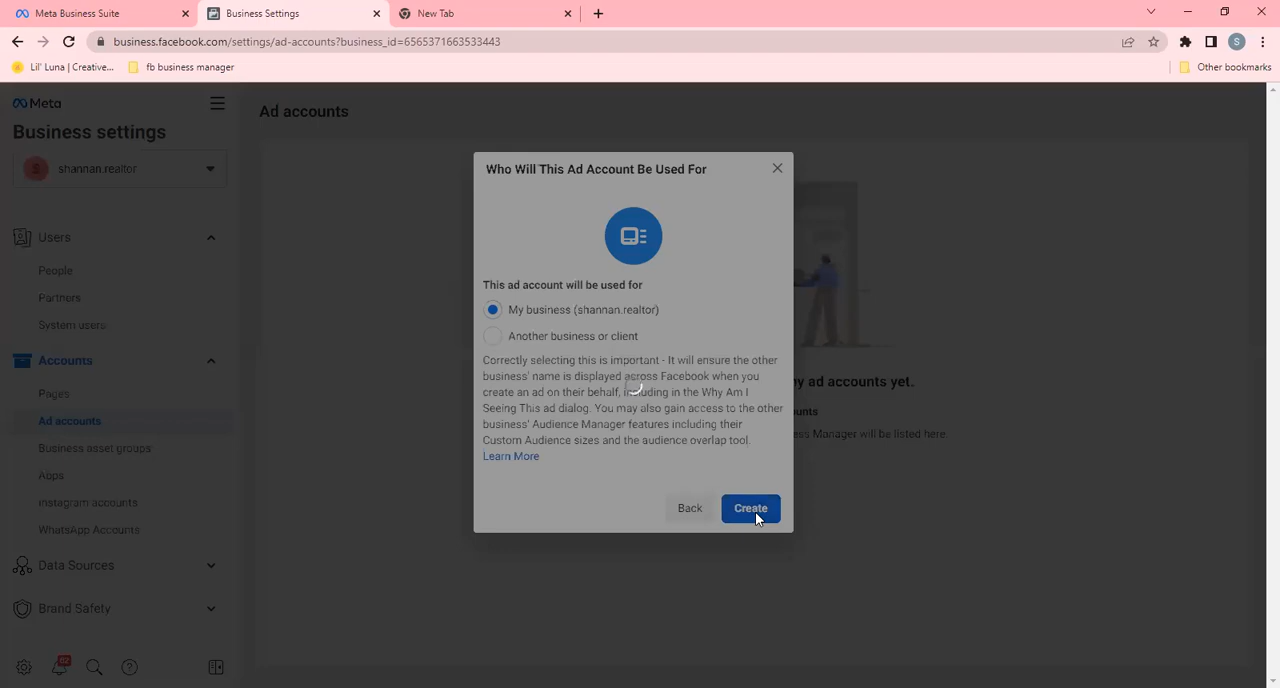 Meta Business Suite
Business Settings
New Tab
business.facebook.com/settings/ad-accounts?business_id=6565371663533443
S
Lil' Luna | Creative...
fb business manager
Other bookmarks
Meta
Business settings
S
shannan.realtor
Users
People
Partners
System users
Accounts
Pages
Ad accounts
Business asset groups
Apps
Instagram accounts
WhatsApp Accounts
Data Sources
Brand Safety
62
Ad accounts
Who Will This Ad Account Be Used For
This ad account will be used for
My business (shannan.realtor)
Another business or client
Correctly selecting this is important - It will ensure the other
business' name is displayed across Facebook when you
create an ad on their behalf, including in the Why Am I
Seeing This ad dialog. You may also gain access to the other
business' Audience Manager features including their
Custom Audience sizes and the audience overlap tool.
Learn More
Back
Create
ny ad accounts yet.
ounts
ess Manager will be listed here